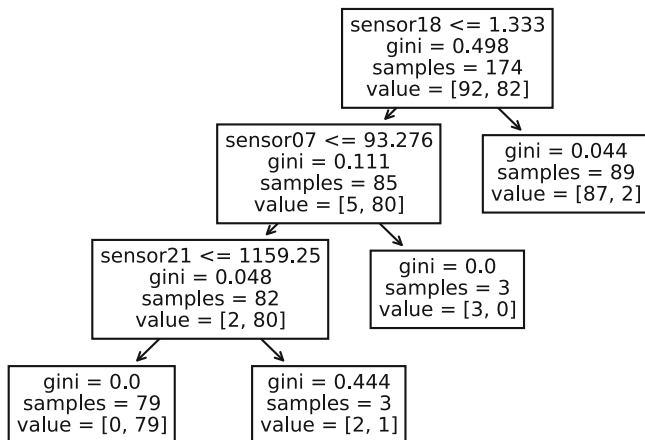 sensor18 <= 1.333
gini = 0.498
samples = 174
value = [92, 82]
sensor07 <= 93.276
gini = 0.111
samples = 85
value = [5, 80]
gini = 0.044
samples = 89
value = [87, 2]
sensor21 <= 1159.25
gini = 0.048
samples = 82
value = [2, 80]
gini = 0.0
samples = 3
value = [3, 0]
gini = 0.0
samples = 79
value = [0, 79]
gini = 0.444
samples = 3
value = [2, 1]